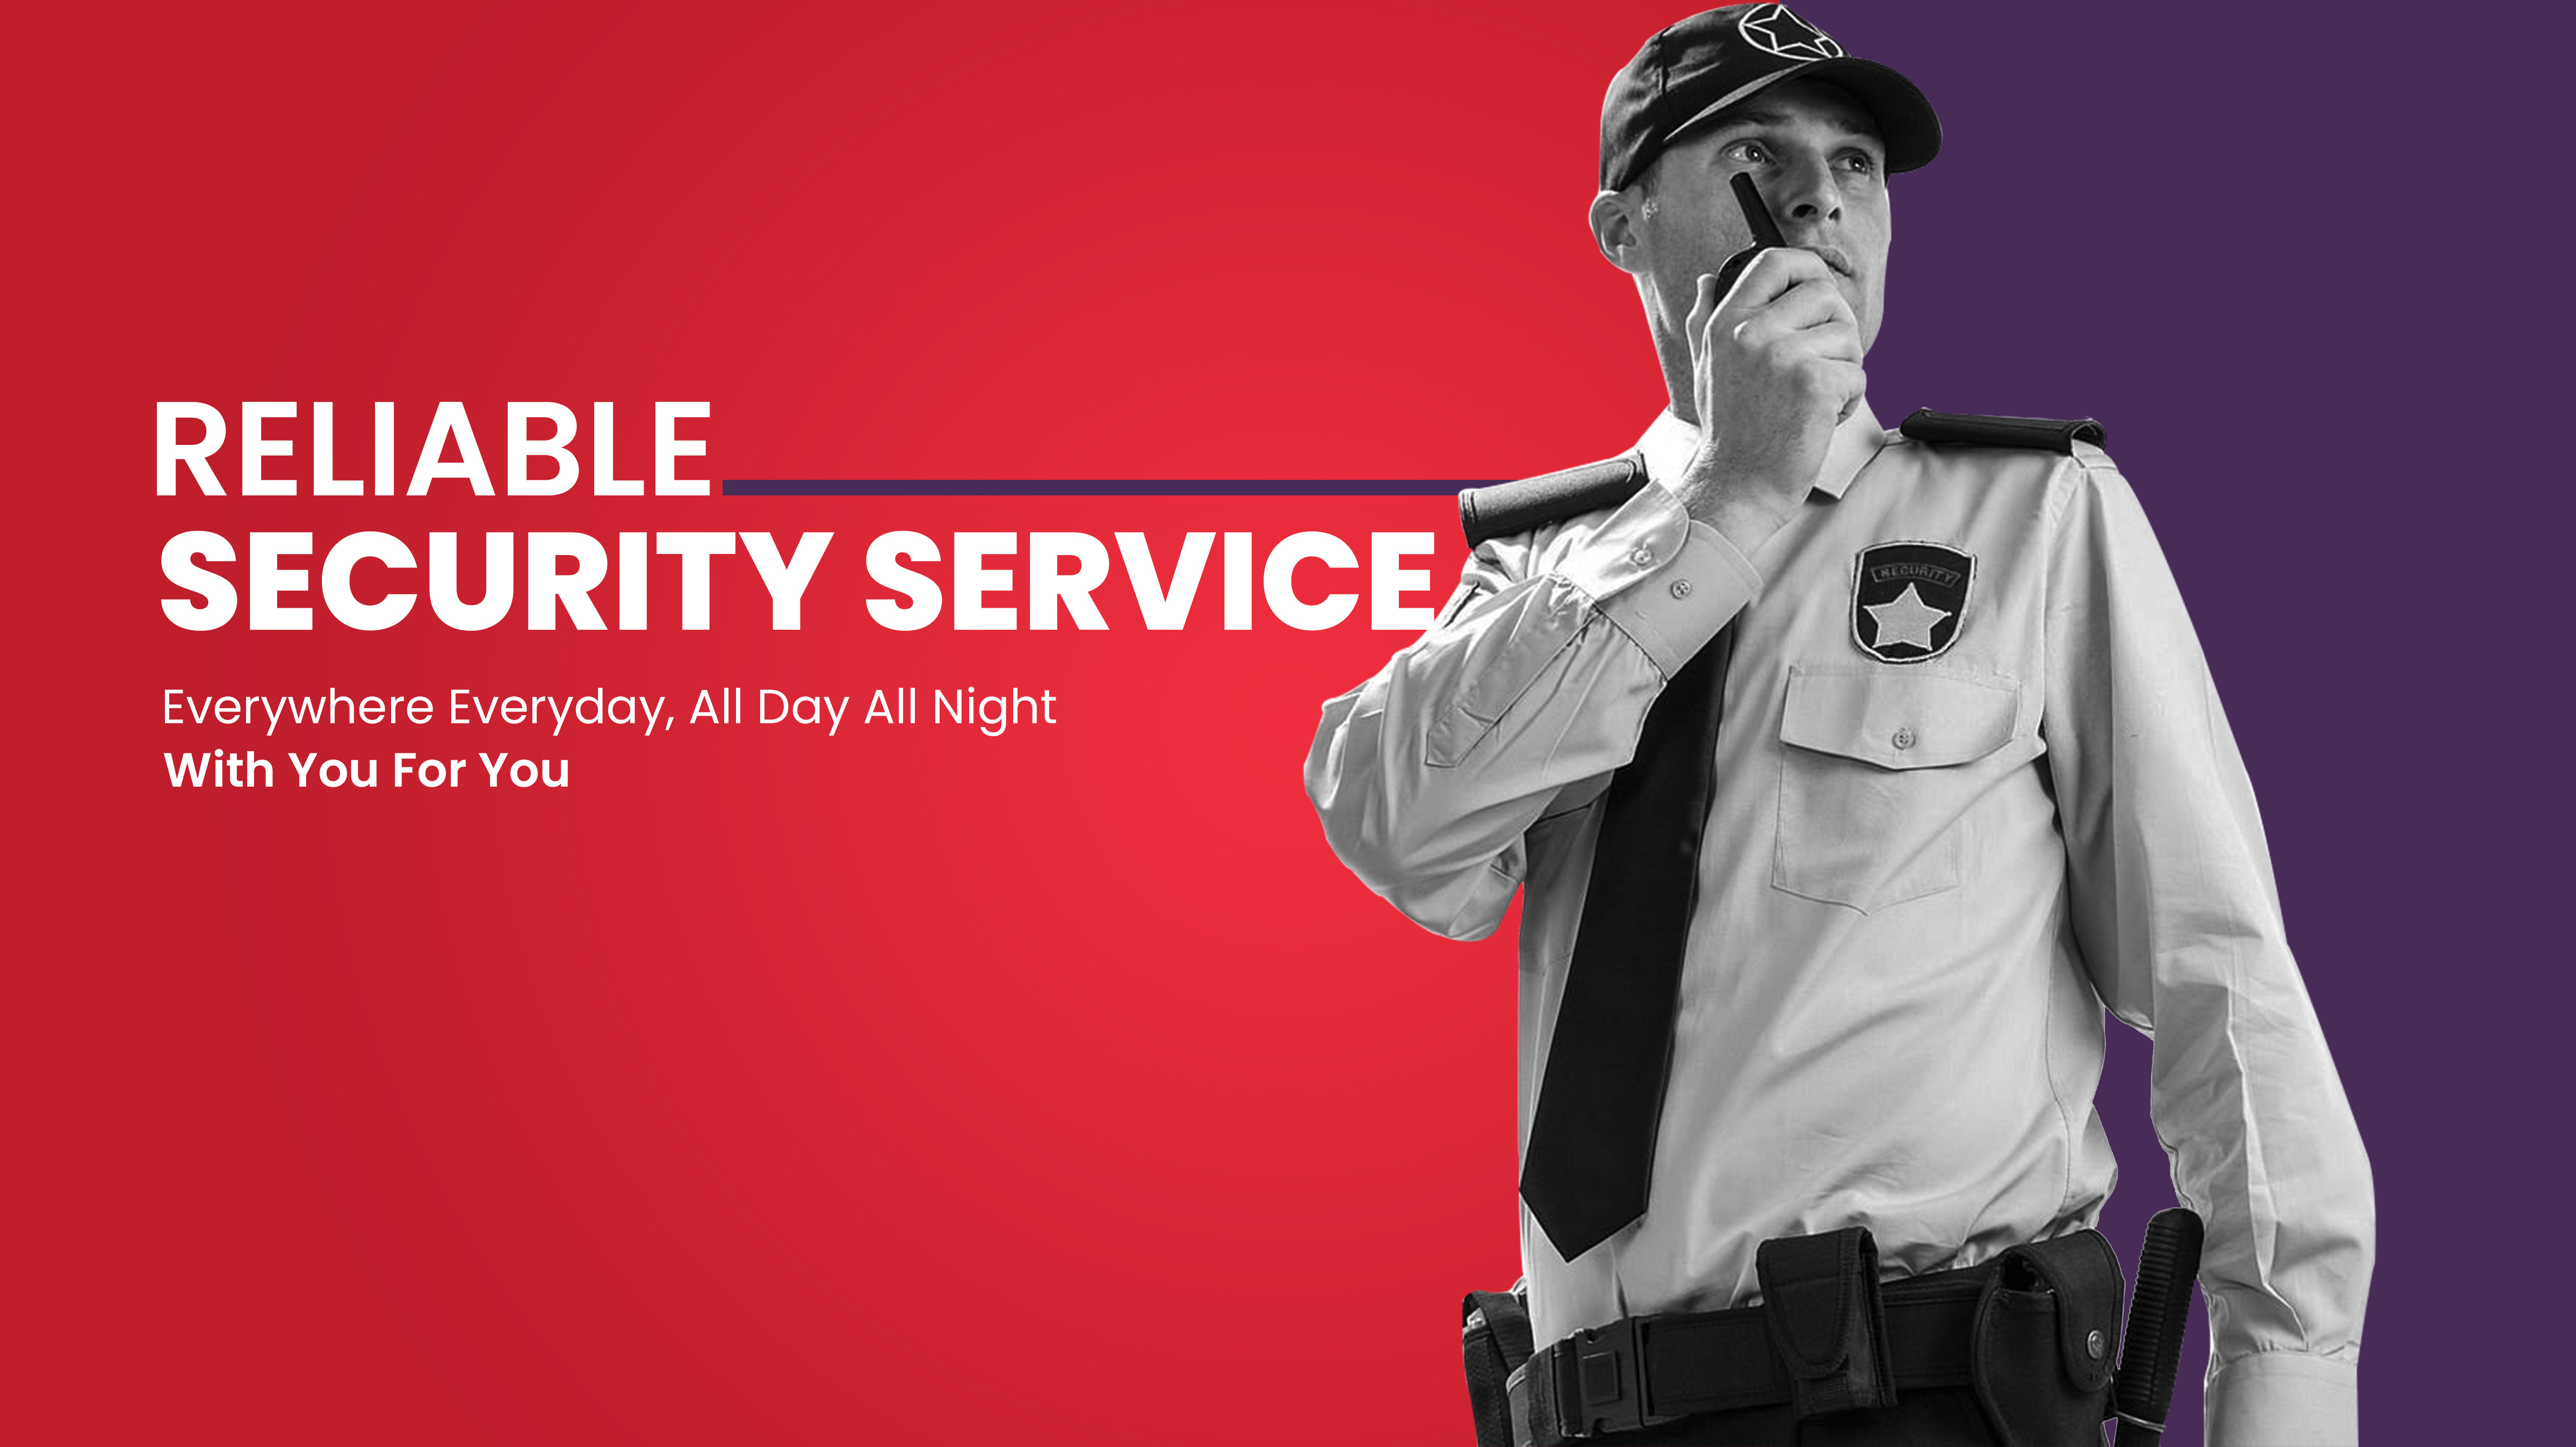 RELIABLE
SECURITY SERVICE
Everywhere Everyday, All Day All Night
With You For You
SECURITY